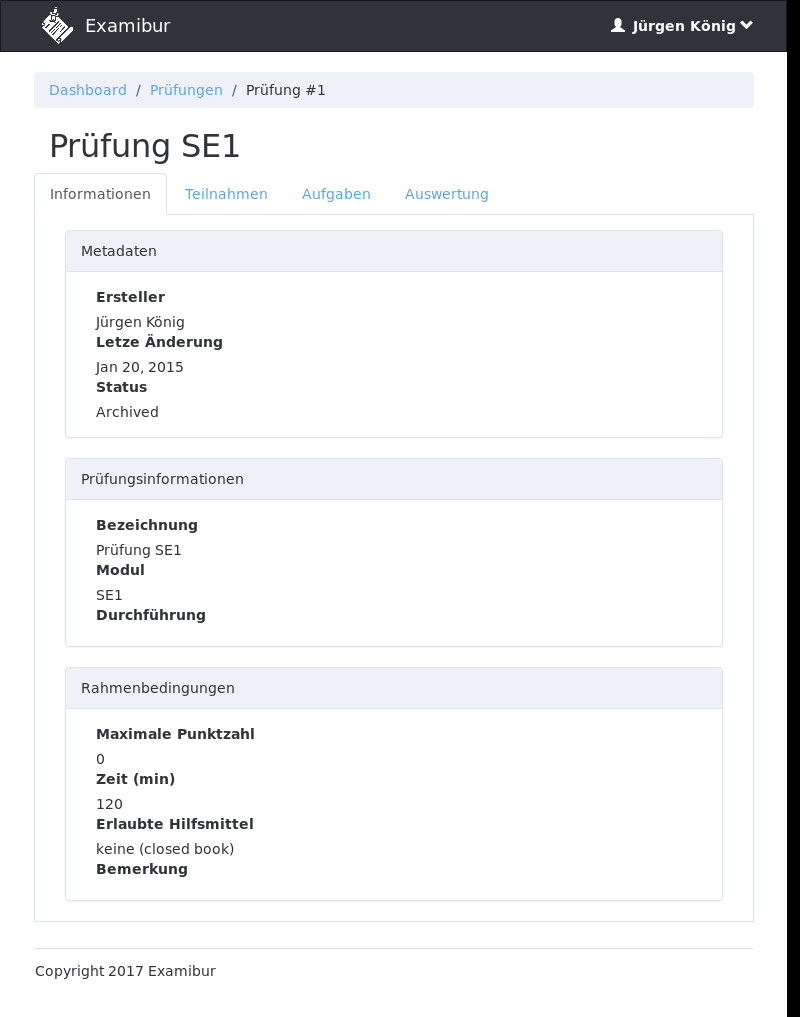 Examibur
Jürgen König
Dashboard / Prüfungen / Prüfung #1
Prüfung SE1
Informationen Teilnahmen Aufgaben Auswertung
Metadaten
Ersteller
Jürgen König
Letze Änderung
Jan 20, 2015
Status
Archived
Prüfungsinformationen
Bezeichnung
Prüfung SE1
Modul
SE1
Durchführung
Rahmenbedingungen
Maximale Punktzahl
0
Zeit (min)
120
Erlaubte Hilfsmittel
keine (closed book)
Bemerkung
Copyright 2017 Examibur